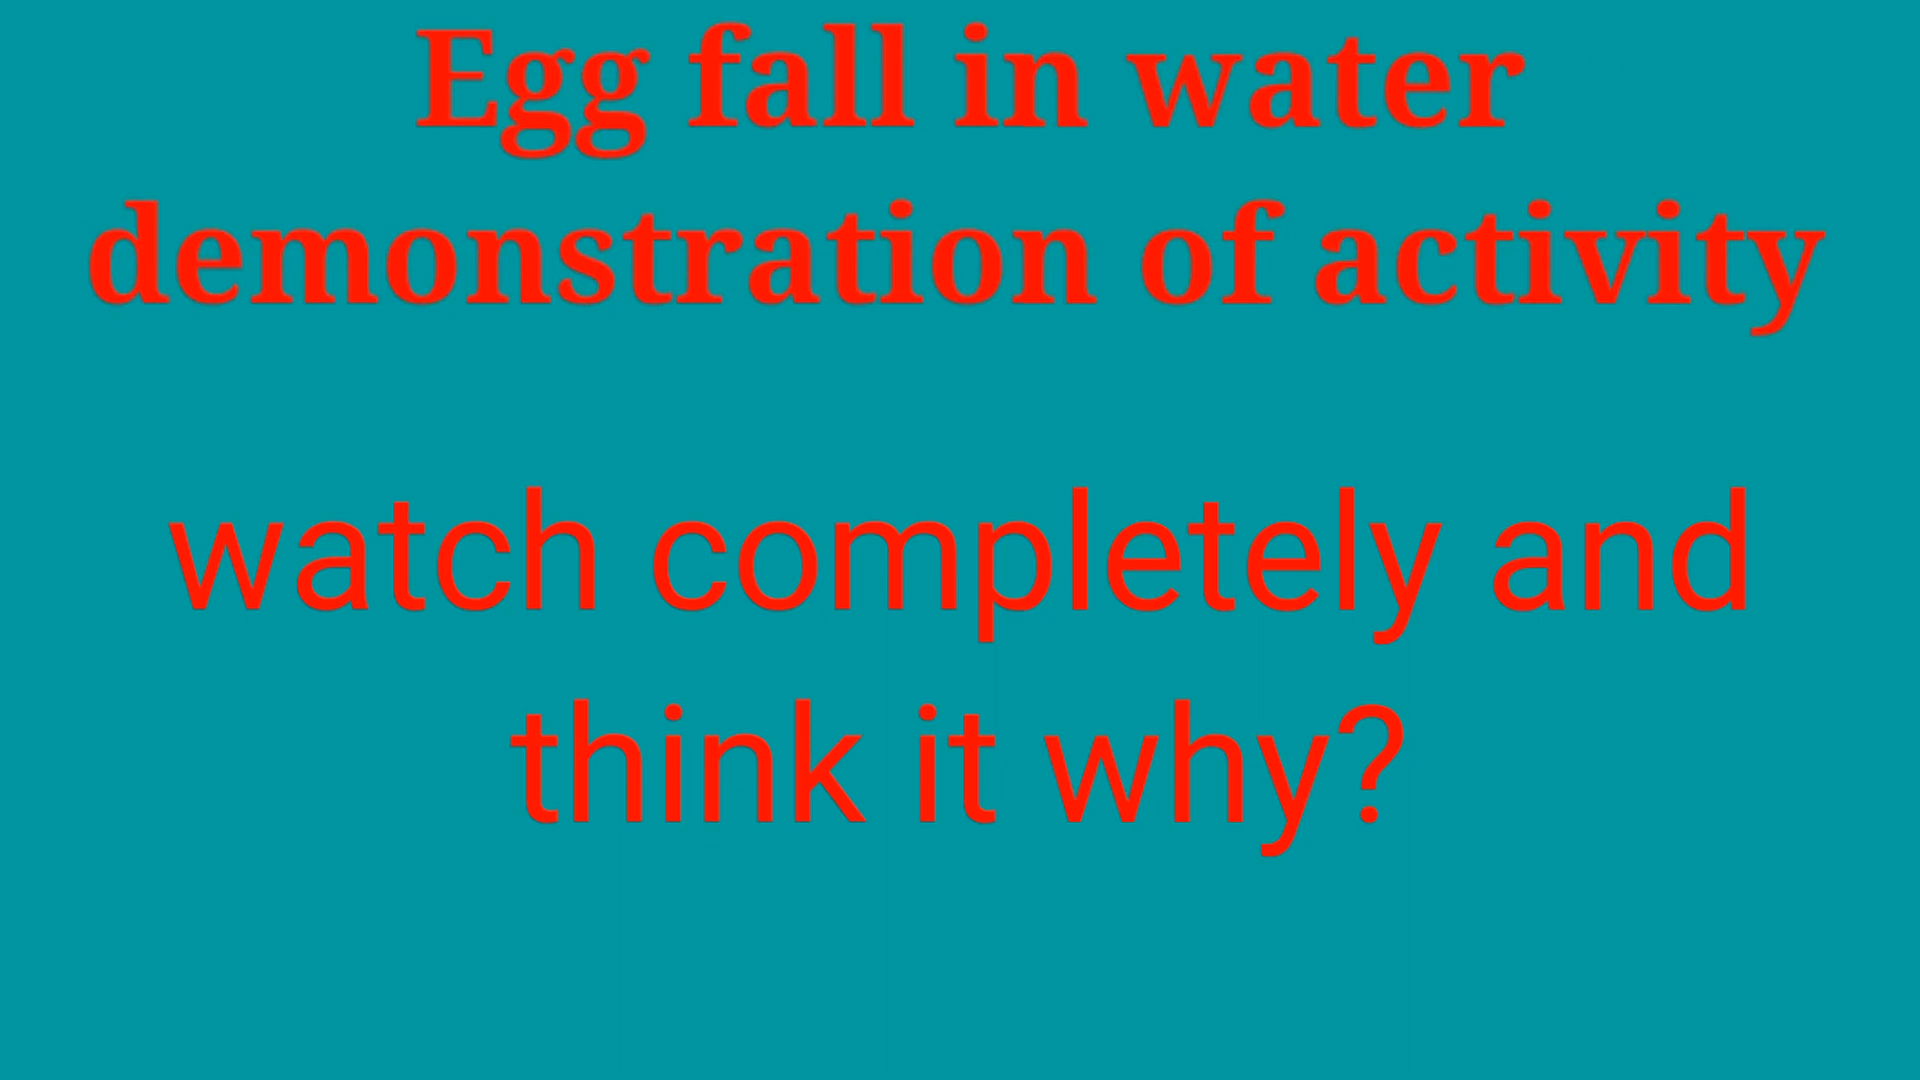 Egg fall in water
demonstration of activity
watch completely and
think it why?